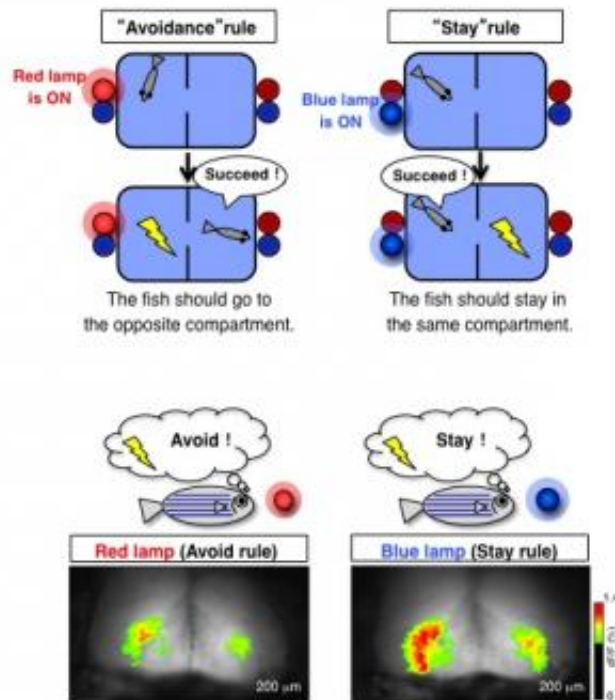 "Avoidance" rule
"Stay" rule
Red lamp
is ON
Blue lamp
is ON
Succeed !
Succeed !
The fish should go to
the opposite compartment.
The fish should stay in
the same compartment.
Avoid !
Stay !
Red lamp (Avoid rule)
Blue lamp (Stay rule)
200 μm
200 μm